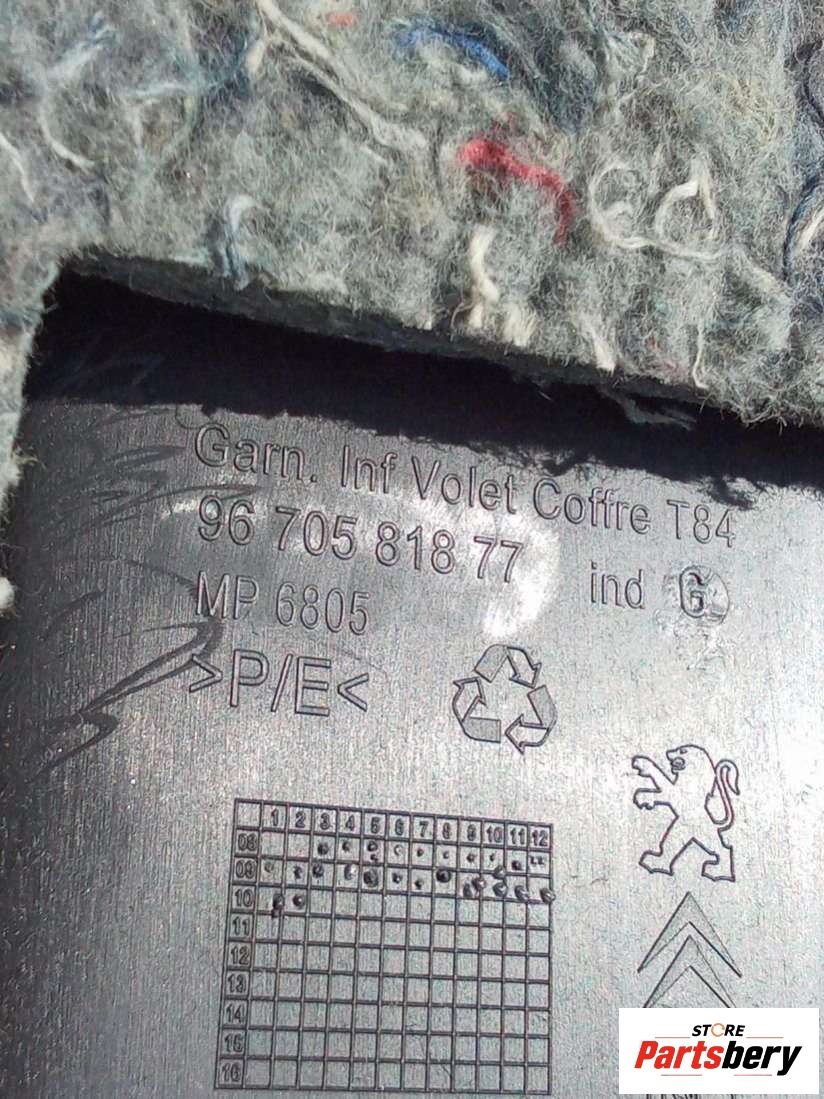 Garn. Inf Volet Coffre T84
96 705 818 77 ind G
MP 6805
>P/E<
1 2 3 4 5 6 7 8 9 10 11 12
08
09
10
11
12
13
14
15
16
STORE
Partsbery